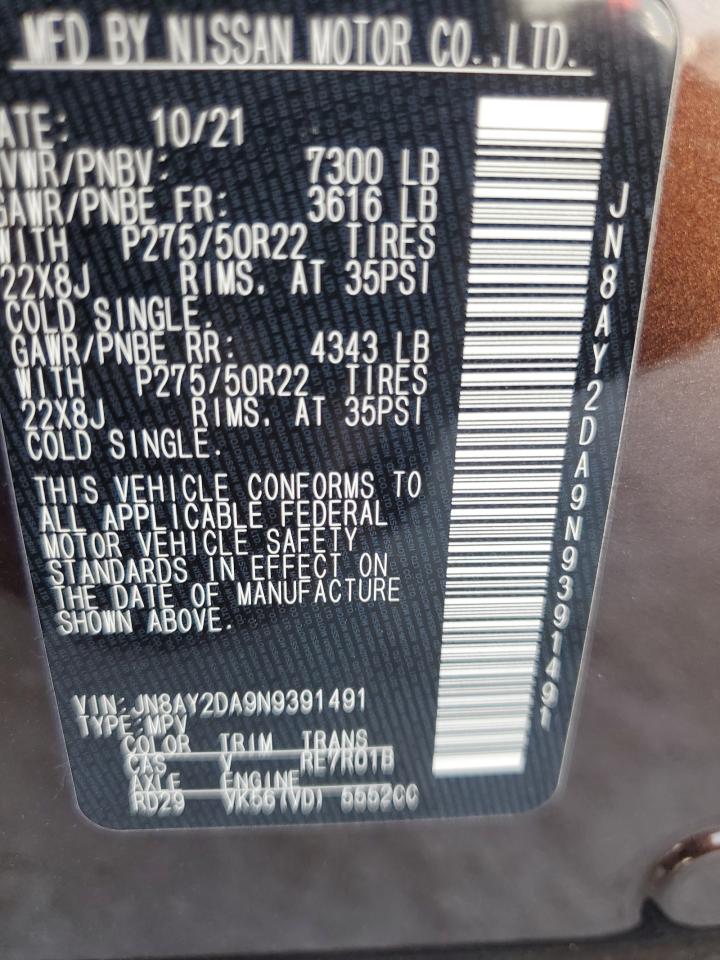 MFD BY NISSAN MOTOR CO.,LTD.
ATE: 10/21
VWR/PNBV: 7300 LB
GAWR/PNBE FR: 3616 LB
WITH P275/50R22 TIRES
22X8J RIMS. AT 35PSI
COLD SINGLE.
GAWR/PNBE RR: 4343 LB
WITH P275/50R22 TIRES
22X8J RIMS. AT 35PSI
COLD SINGLE.
THIS VEHICLE CONFORMS TO
ALL APPLICABLE FEDERAL
MOTOR VEHICLE SAFETY
STANDARDS IN EFFECT ON
THE DATE OF MANUFACTURE
SHOWN ABOVE.
VIN:JN8AY2DA9N9391491
TYPE:MPV
COLOR TRIM TRANS
CAS V RE7R01B
AXLE ENGINE
RD29 VK56(VD) 5552CC
JN8AY2DA9N9391491